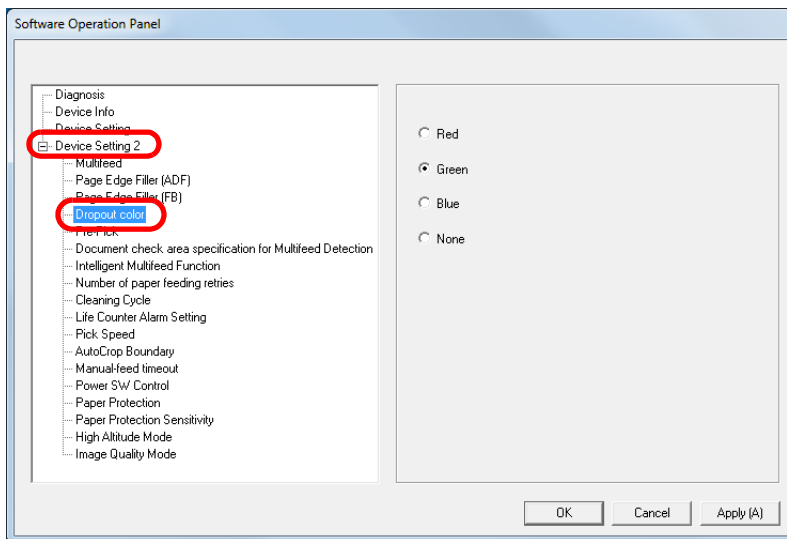 Software Operation Panel
Diagnosis
Device Info
Device Setting
Device Setting 2
Multifeed
Page Edge Filler (ADF)
Page Edge Filler (FB)
Dropout color
Pre-Pick
Document check area specification for Multifeed Detection
Intelligent Multifeed Function
Number of paper feeding retries
Cleaning Cycle
Life Counter Alarm Setting
Pick Speed
AutoCrop Boundary
Manual-feed timeout
Power SW Control
Paper Protection
Paper Protection Sensitivity
High Altitude Mode
Image Quality Mode
Red
Green
Blue
None
OK Cancel Apply (A)